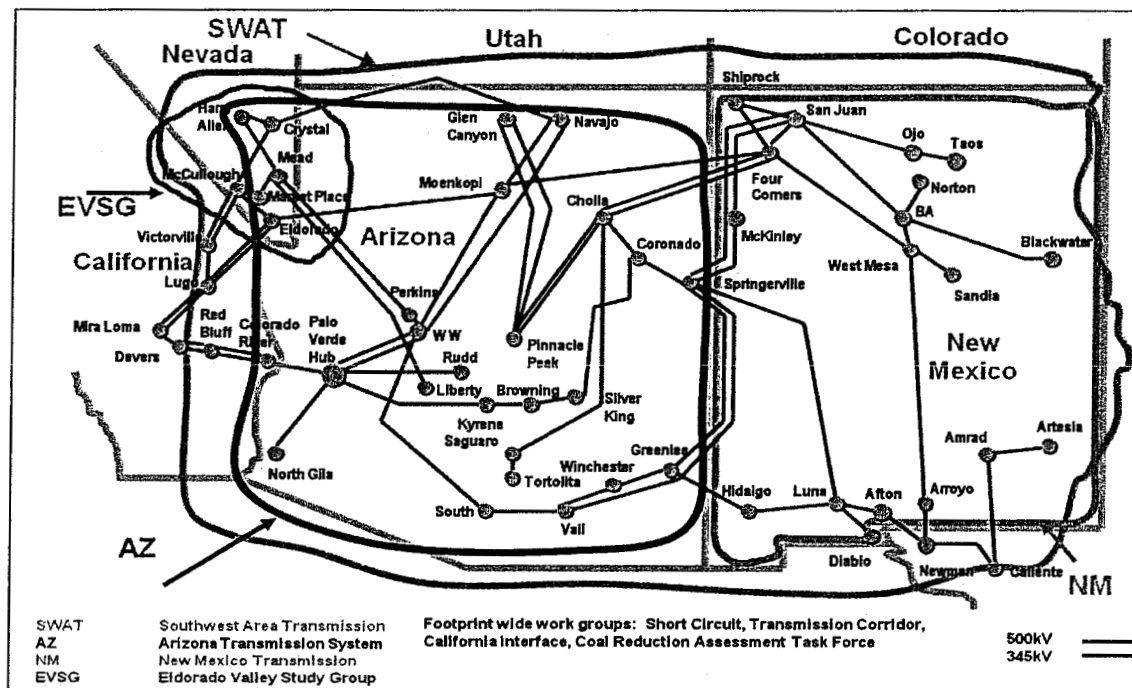 SWAT
Nevada
Utah
Colorado
Shiprock
San Juan
Harry
Allen
Crystal
Glen
Canyon
Navajo
Ojo
Taos
Mead
McCullough
Market Place
Moenkopi
Four
Corners
Norton
EVSG
Cholla
BA
Eldorado
Arizona
McKinley
Victorville
Coronado
Blackwater
California
West Mesa
Lugo
Springerville
Sandia
Perkins
Mira Loma
Red
Bluff
Colorado
River
Palo
Verde
Hub
WW
Devers
Pinnacle
Peak
New
Mexico
Rudd
Liberty
Browning
Silver
King
Kyrene
Saguaro
Amrad
Artesia
Greenlee
North Gila
Winchester
Tortolita
Hidalgo
Luna
Afton
Arroyo
South
Vail
AZ
Diablo
Newman
Caliente
NM
SWAT Southwest Area Transmission
AZ Arizona Transmission System
NM New Mexico Transmission
EVSG Eldorado Valley Study Group
Footprint wide work groups: Short Circuit, Transmission Corridor,
California Interface, Coal Reduction Assessment Task Force
500kV
345kV